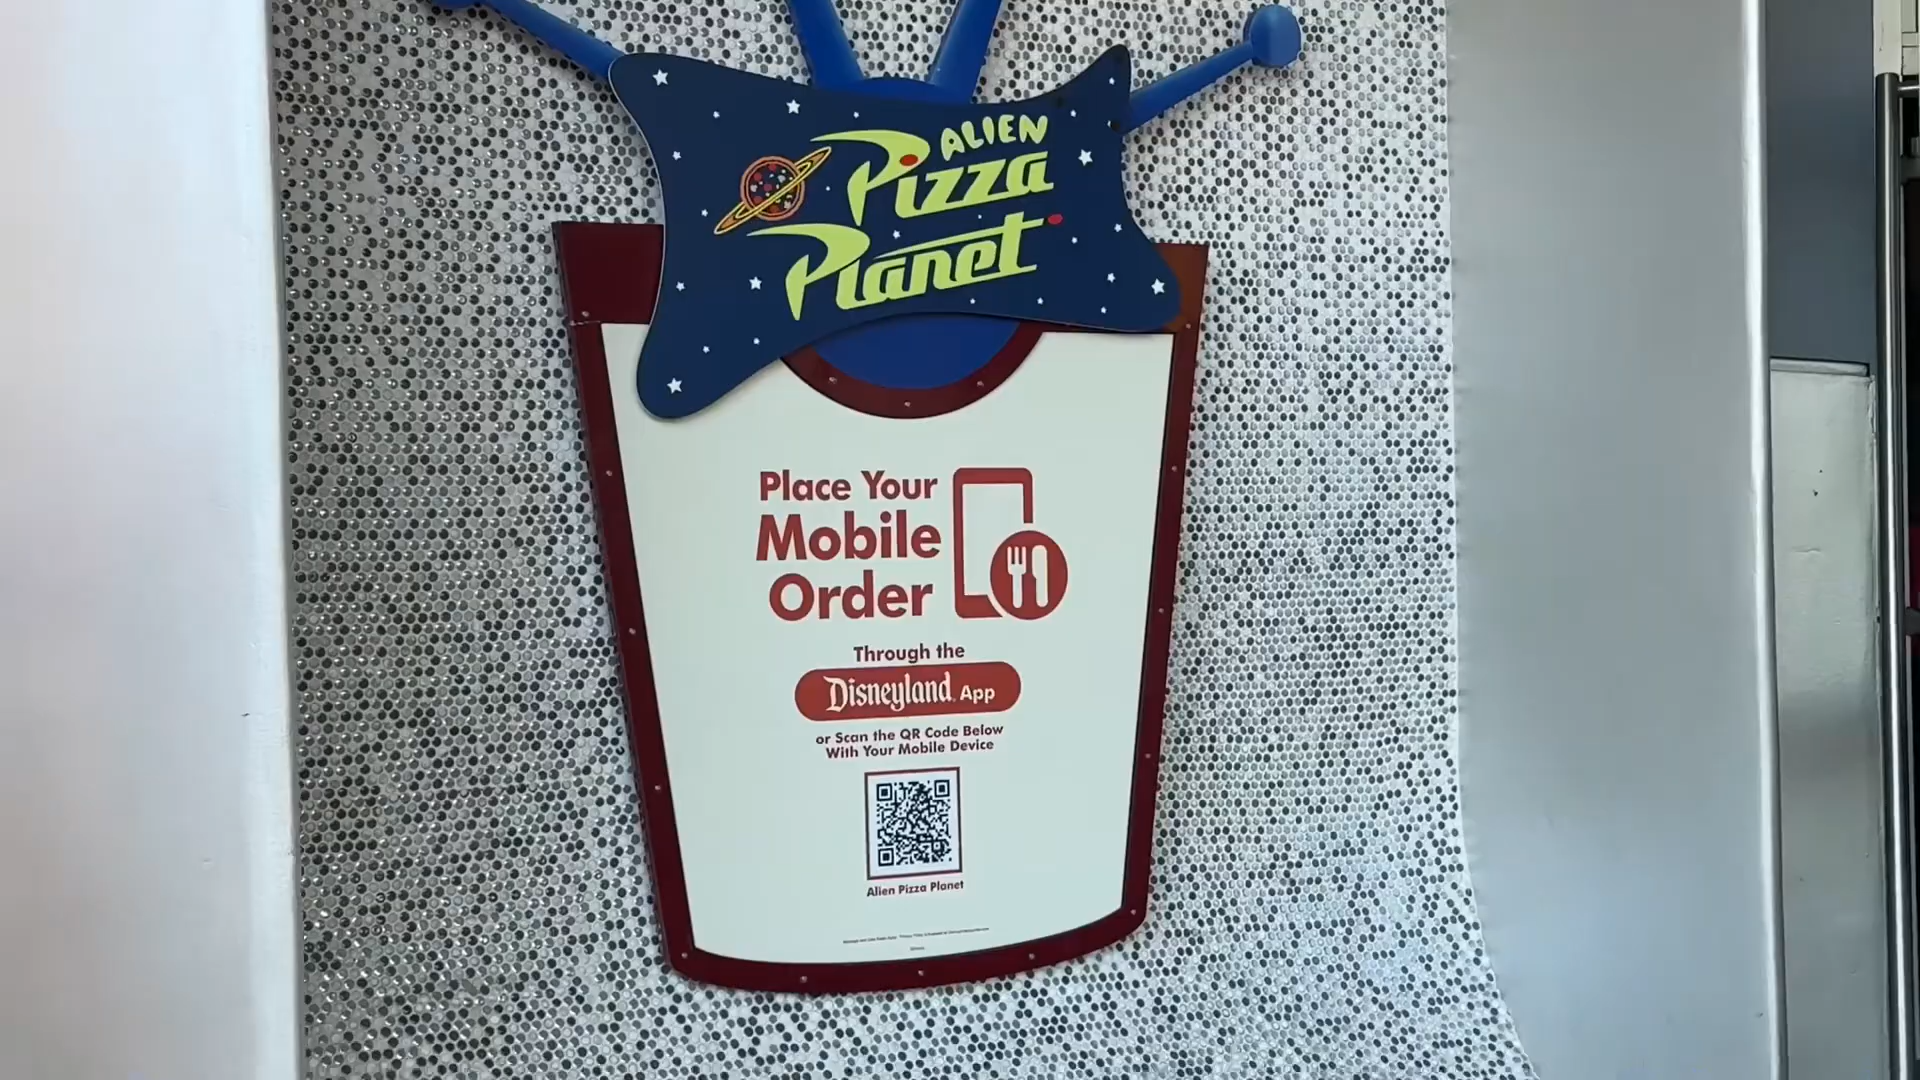 ALIEN
Pizza
Planet
Place Your
Mobile
Order
Through the
Disneyland App
or Scan the QR Code Below
With Your Mobile Device
Alien Pizza Planet